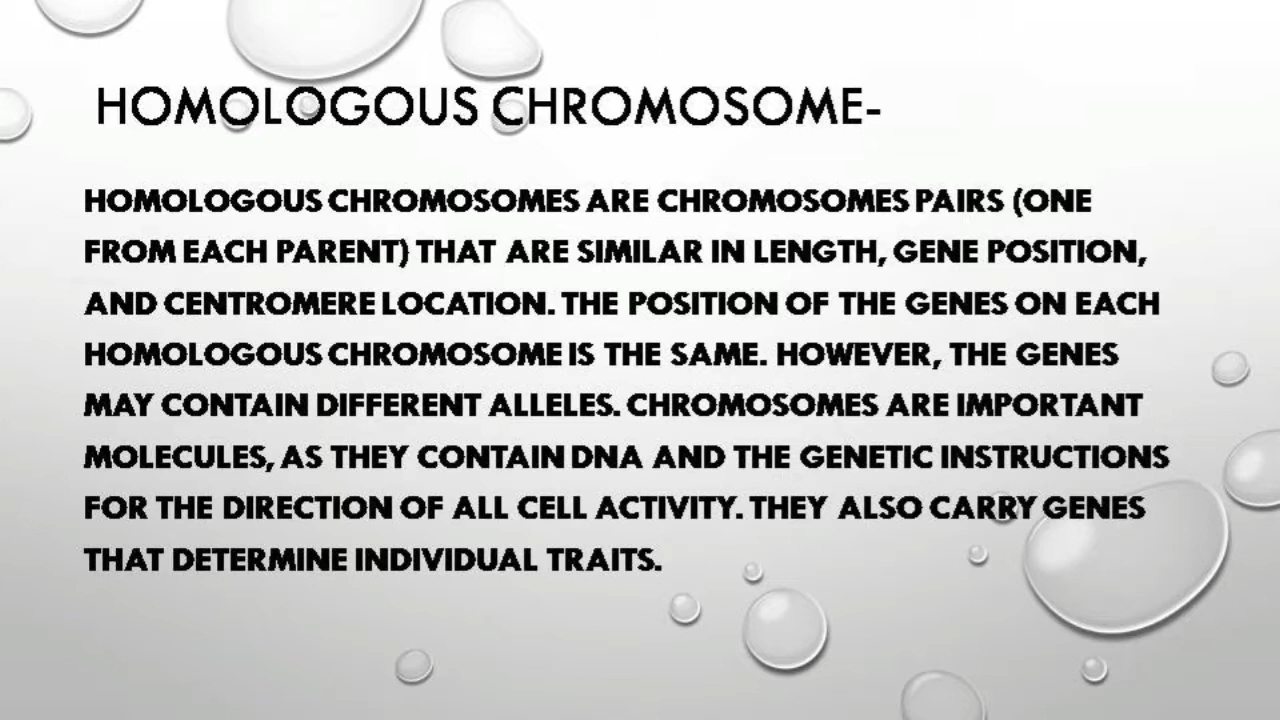 HOMOLOGOUS CHROMOSOME-
HOMOLOGOUS CHROMOSOMES ARE CHROMOSOMES PAIRS (ONE
FROM EACH PARENT) THAT ARE SIMILAR IN LENGTH, GENE POSITION,
AND CENTROMERE LOCATION. THE POSITION OF THE GENES ON EACH
HOMOLOGOUS CHROMOSOME IS THE SAME. HOWEVER, THE GENES
MAY CONTAIN DIFFERENT ALLELES. CHROMOSOMES ARE IMPORTANT
MOLECULES, AS THEY CONTAIN DNA AND THE GENETIC INSTRUCTIONS
FOR THE DIRECTION OF ALL CELL ACTIVITY. THEY ALSO CARRY GENES
THAT DETERMINE INDIVIDUAL TRAITS.